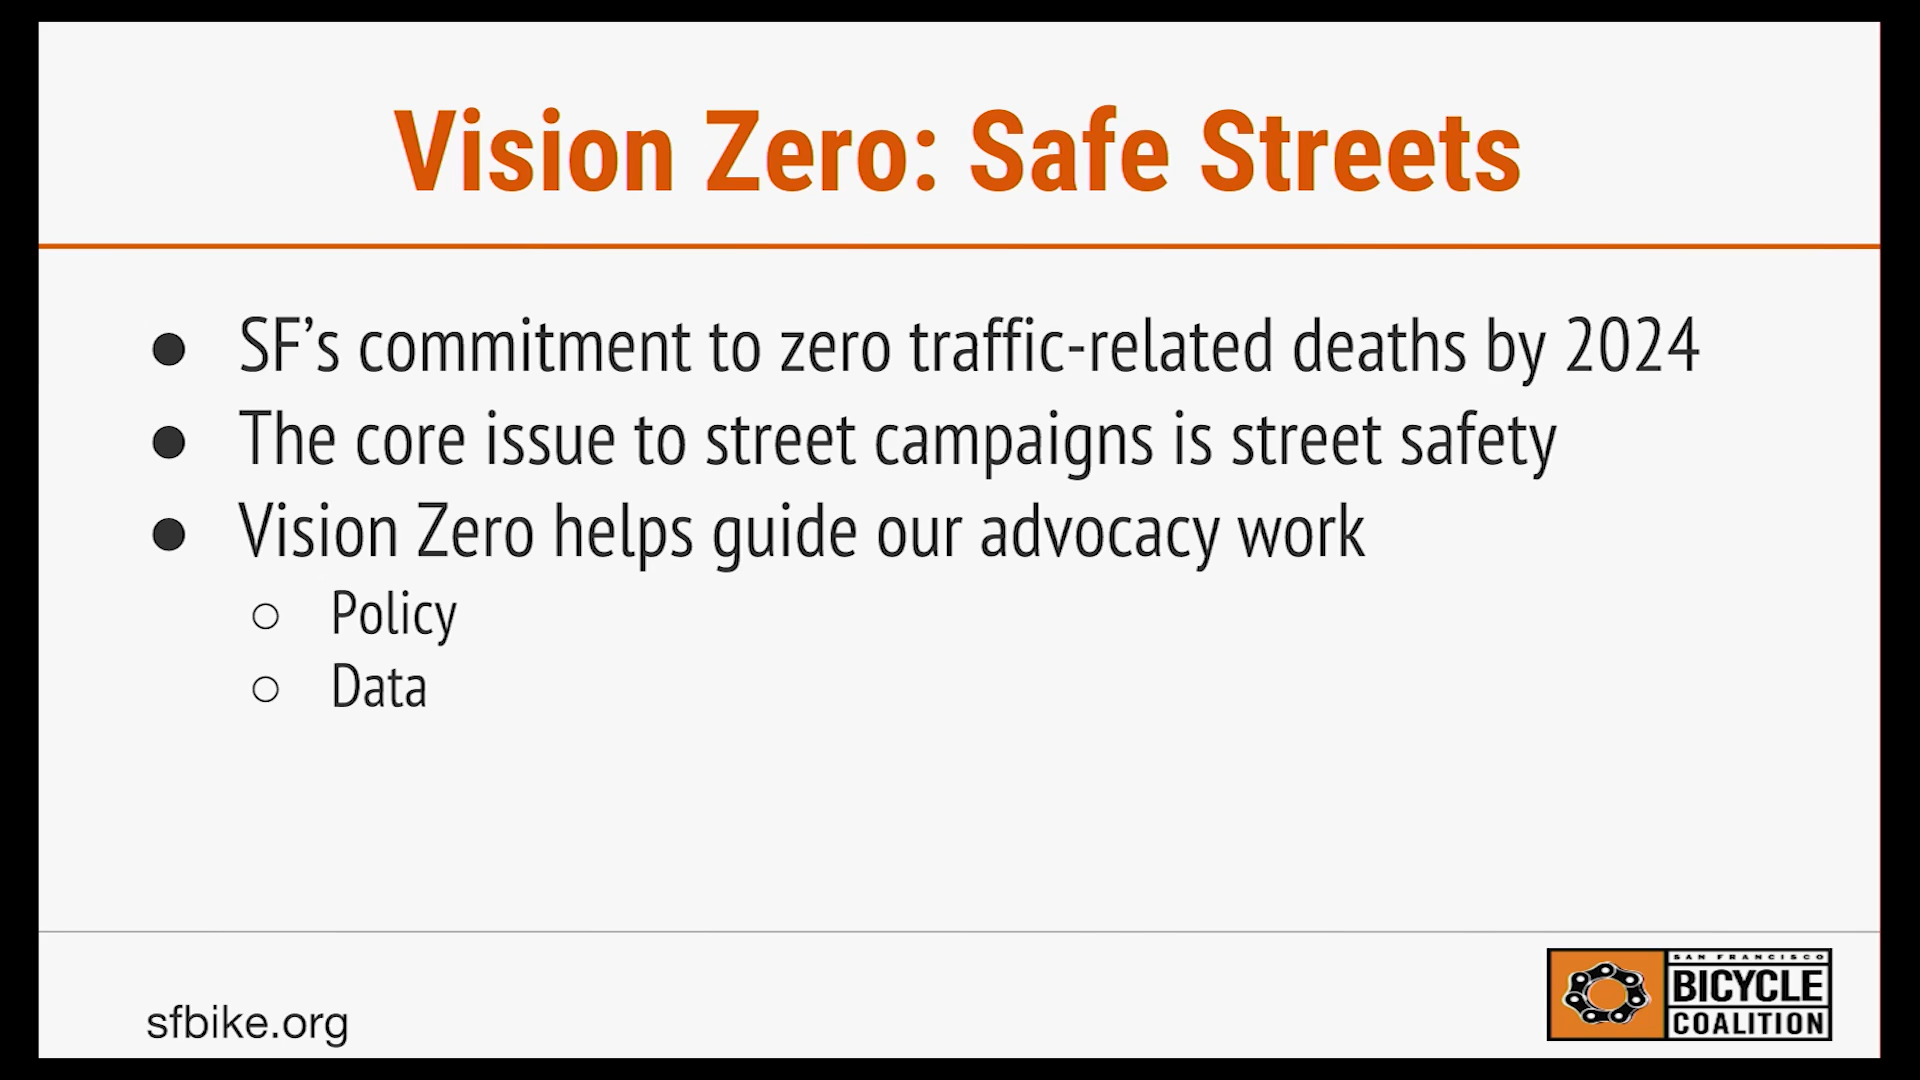 Vision Zero: Safe Streets
● SF’s commitment to zero traffic-related deaths by 2024
● The core issue to street campaigns is street safety
● Vision Zero helps guide our advocacy work
○ Policy
○ Data
sfbike.org
SAN FRANCISCO
BICYCLE
COALITION